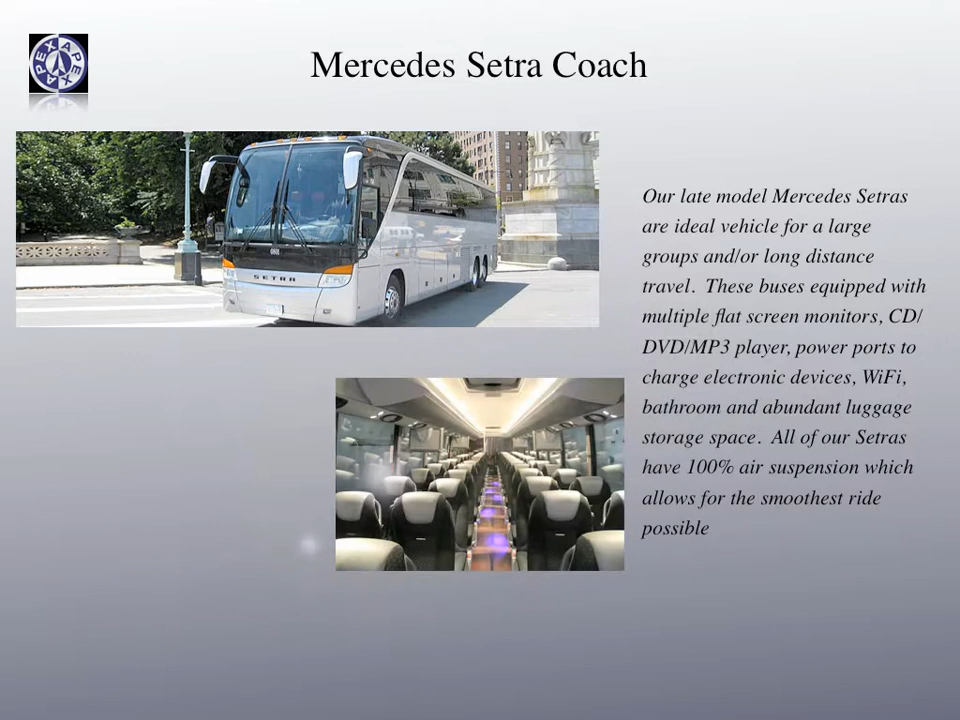 APEX APEX
Mercedes Setra Coach
SETRA
Our late model Mercedes Setras
are ideal vehicle for a large
groups and/or long distance
travel.  These buses equipped with
multiple flat screen monitors, CD/
DVD/MP3 player, power ports to
charge electronic devices, WiFi,
bathroom and abundant luggage
storage space.  All of our Setras
have 100% air suspension which
allows for the smoothest ride
possible